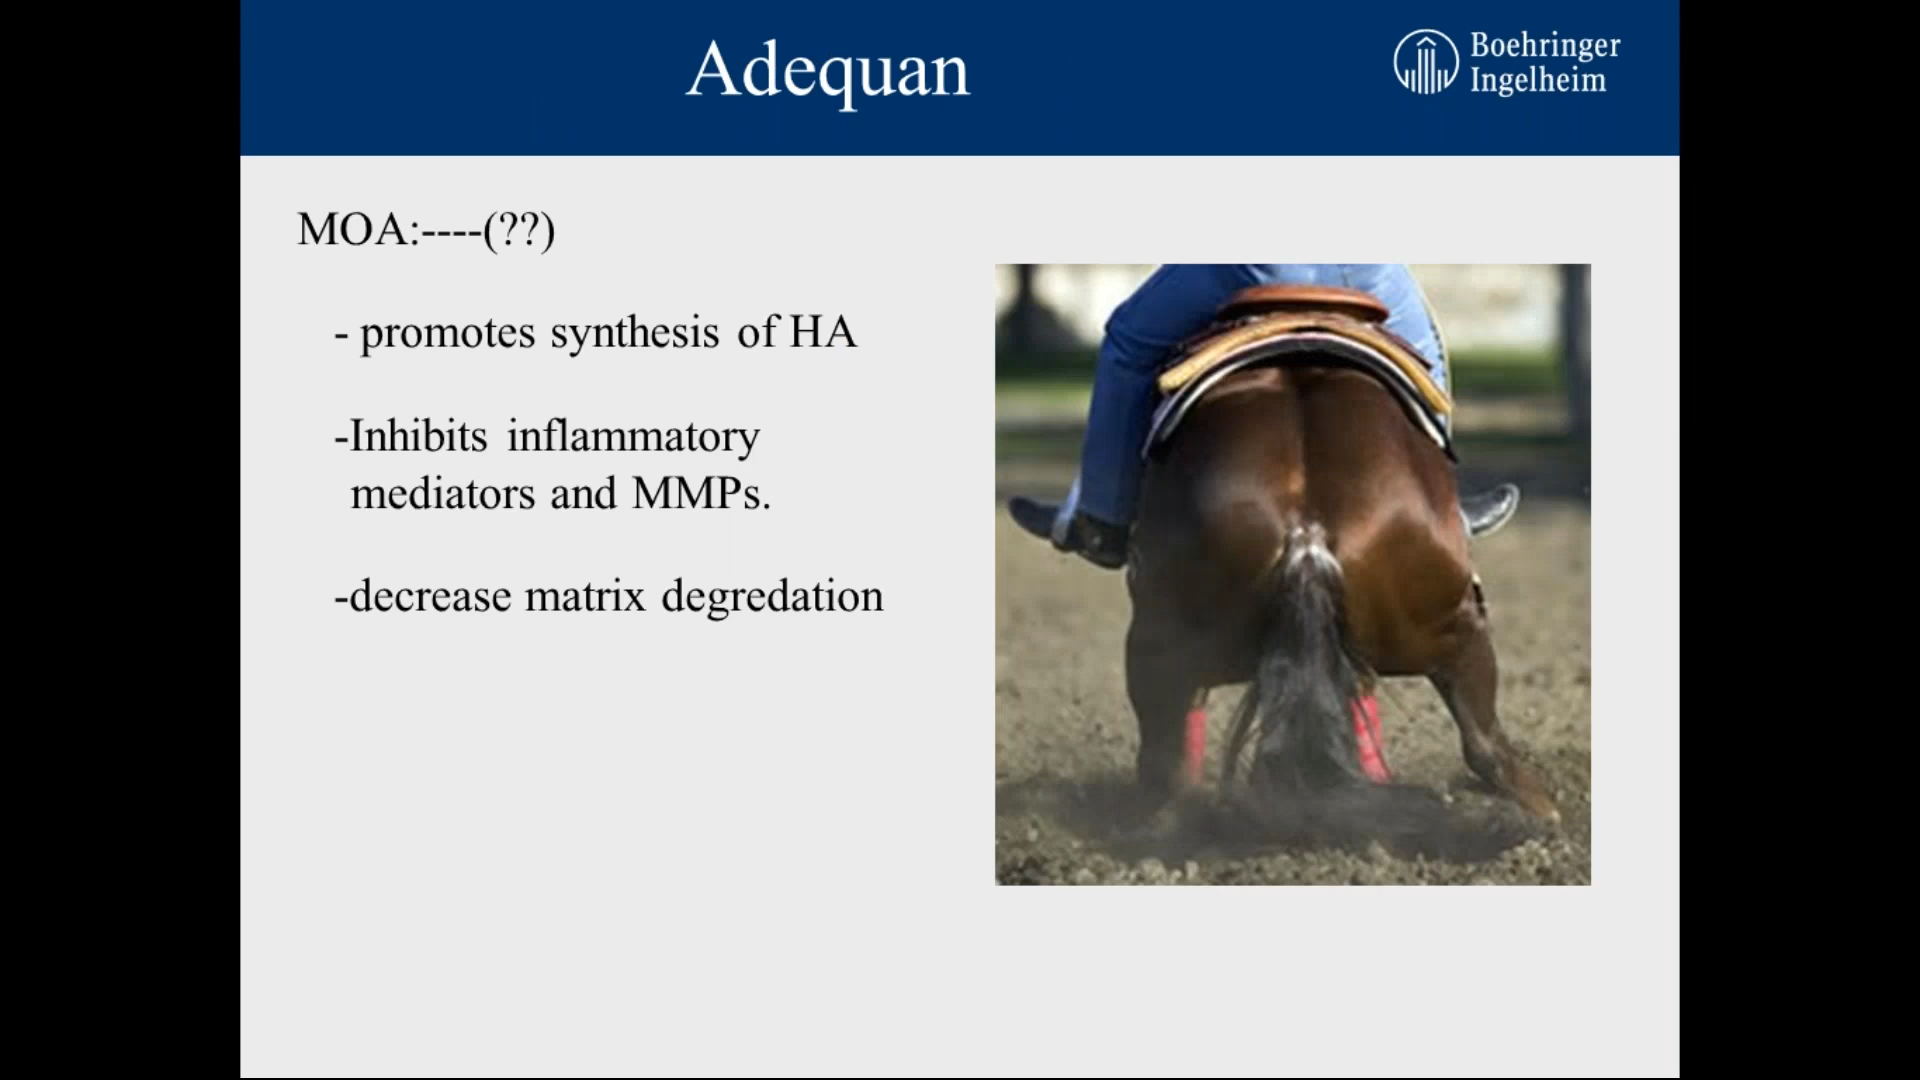 Adequan
Boehringer
Ingelheim
MOA:----(??)
- promotes synthesis of HA
-Inhibits inflammatory
mediators and MMPs.
-decrease matrix degredation